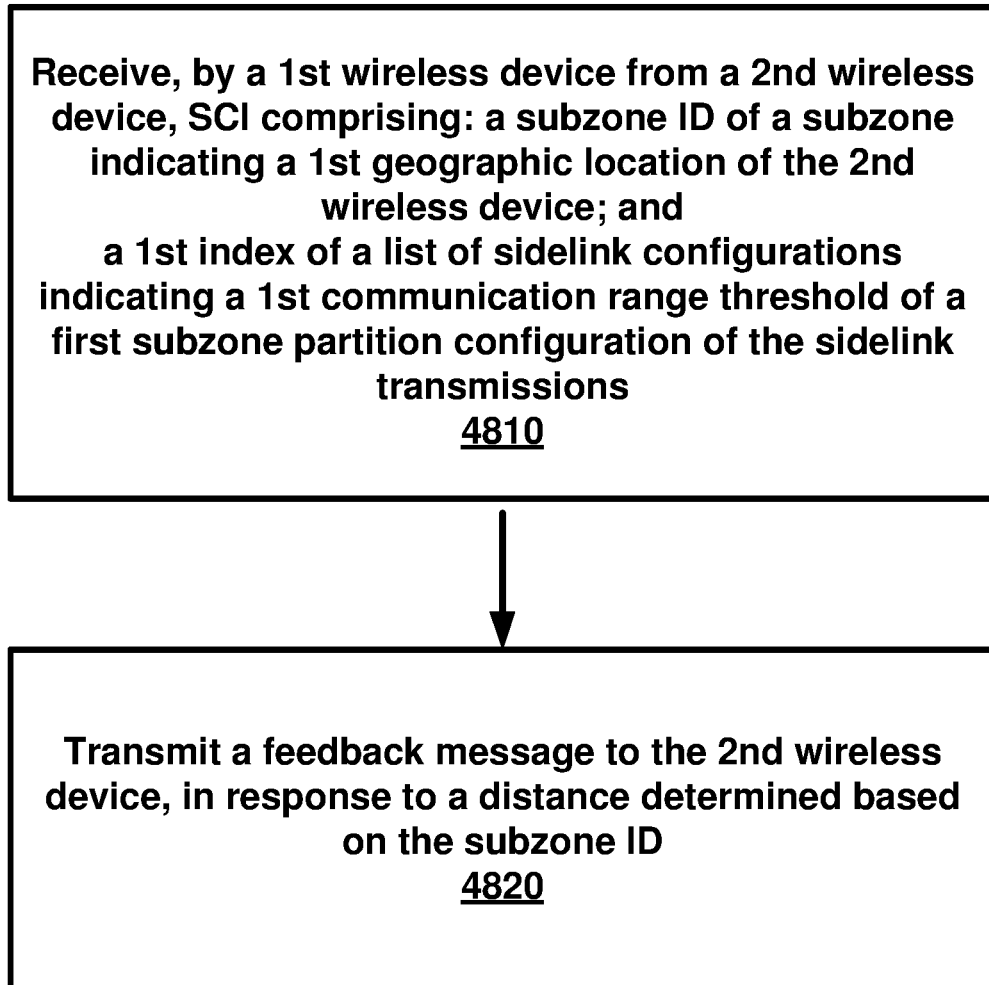 Receive, by a 1st wireless device from a 2nd wireless
device, SCI comprising: a subzone ID of a subzone
indicating a 1st geographic location of the 2nd
wireless device; and
a 1st index of a list of sidelink configurations
indicating a 1st communication range threshold of a
first subzone partition configuration of the sidelink
transmissions
4810
Transmit a feedback message to the 2nd wireless
device, in response to a distance determined based
on the subzone ID
4820